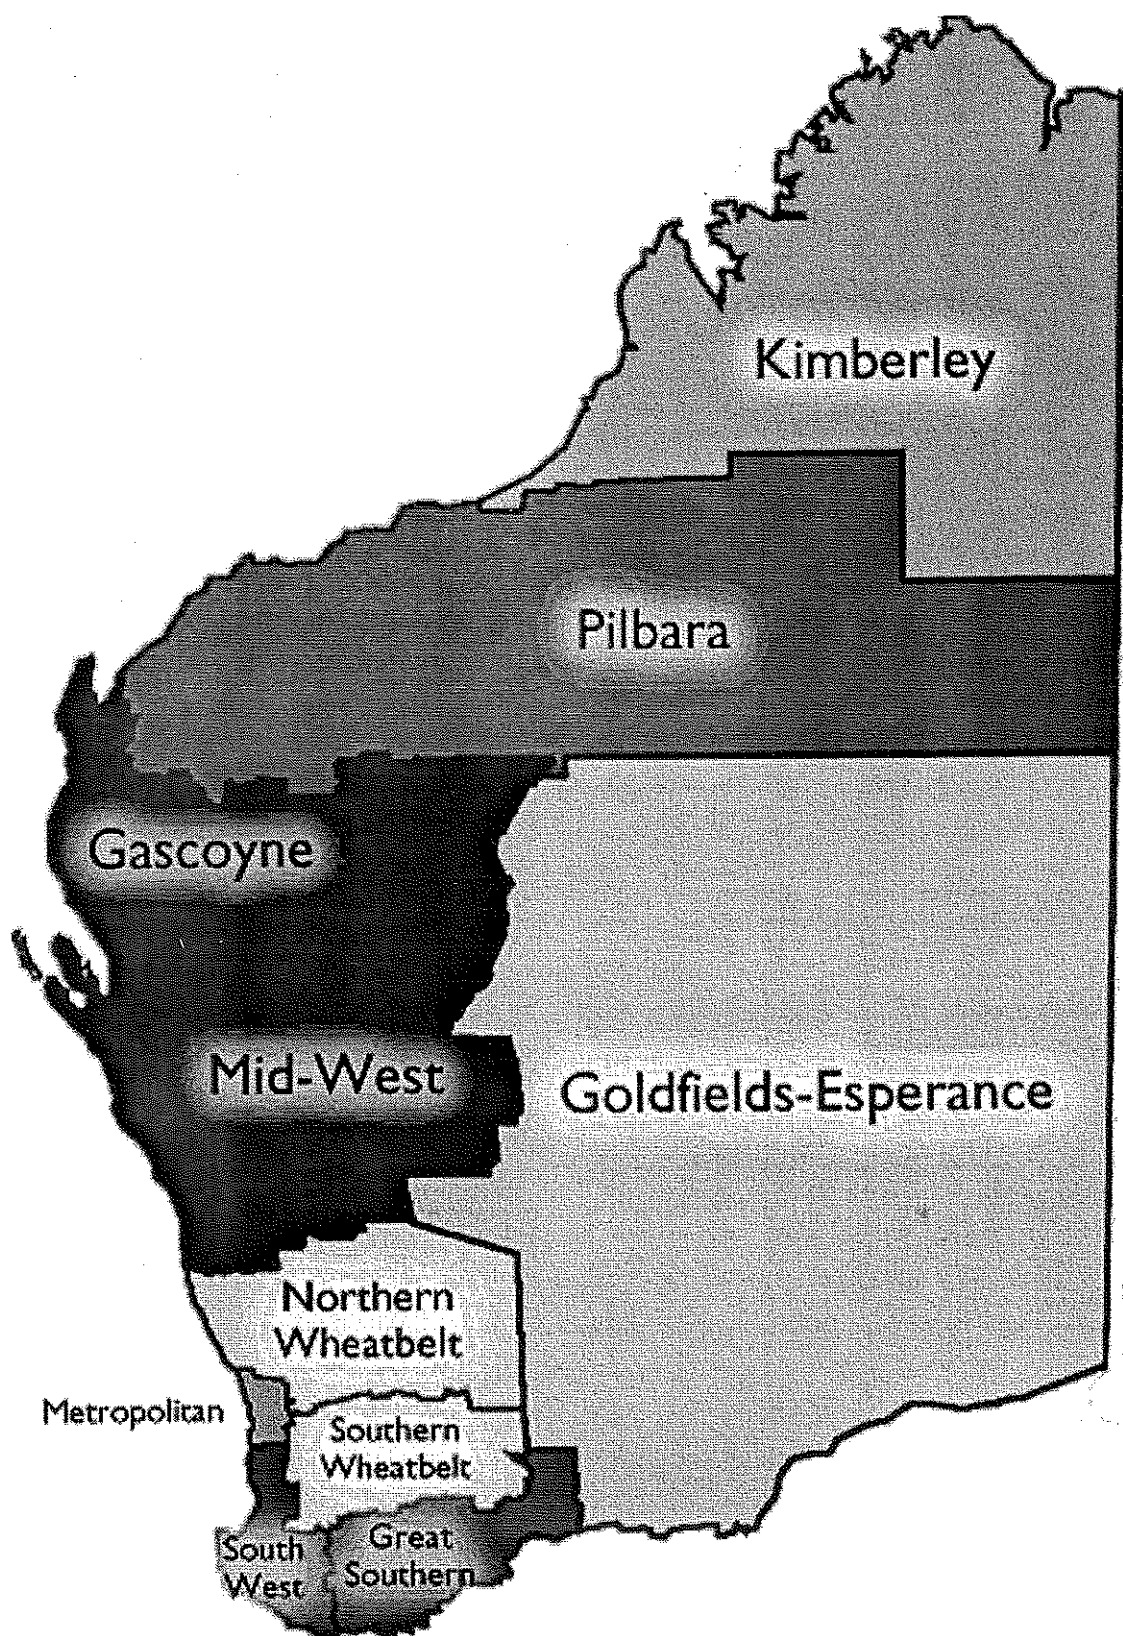 Kimberley
Pilbara
Gascoyne
Mid-West
Goldfields-Esperance
Northern
Wheatbelt
Metropolitan
Southern
Wheatbelt
Great
Southern
South
West